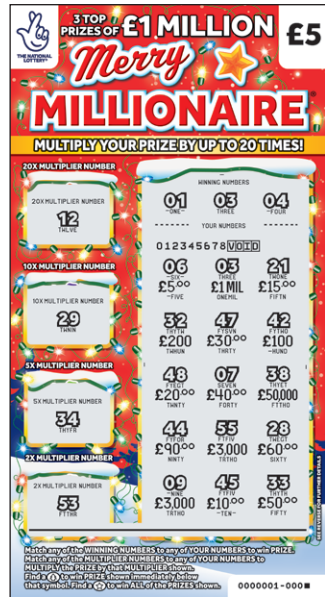 3 TOP
PRIZES OF £1 MILLION
£5
THE NATIONAL
LOTTERY®
Merry
MILLIONAIRE
MULTIPLY YOUR PRIZE BY UP TO 20 TIMES!
20X MULTIPLIER NUMBER
20X MULTIPLIER NUMBER
12
TWLVE
10X MULTIPLIER NUMBER
10X MULTIPLIER NUMBER
29
TWNIN
5X MULTIPLIER NUMBER
5X MULTIPLIER NUMBER
34
THYFR
2X MULTIPLIER NUMBER
2X MULTIPLIER NUMBER
53
FTTHR
WINNING NUMBERS
01 03 04
-ONE- THREE -FOUR
YOUR NUMBERS
012345678 VOID
06 03 21
-SIX- THREE TWONE
£5.00 £1MIL £15.00
-FIVE ONEMIL FIFTN
32 47 42
THYTW FYSVN FYTWO
£200 £30.00 £100
TWHUN THRTY -HUND
48 07 38
FTEGT SEVEN THYET
£20.00 £40.00 £50,000
TWNTY FORTY FTTHO
44 55 28
FTFOR FTFIV TWEGT
£90.00 £3,000 £60.00
NINTY TRTHO SIXTY
09 45 33
-NINE FTFIV THYTH
£3,000 £10.00 £50.00
TRTHO -TEN- FIFTY
Match any of the WINNING NUMBERS to any of YOUR NUMBERS to win PRIZE.
Match any of the MULTIPLIER NUMBERS to any of YOUR NUMBERS to
MULTIPLY the PRIZE by that MULTIPLIER shown.
Find a to win PRIZE shown immediately below
that symbol. Find a to win ALL of the PRIZES shown.
0000001-000